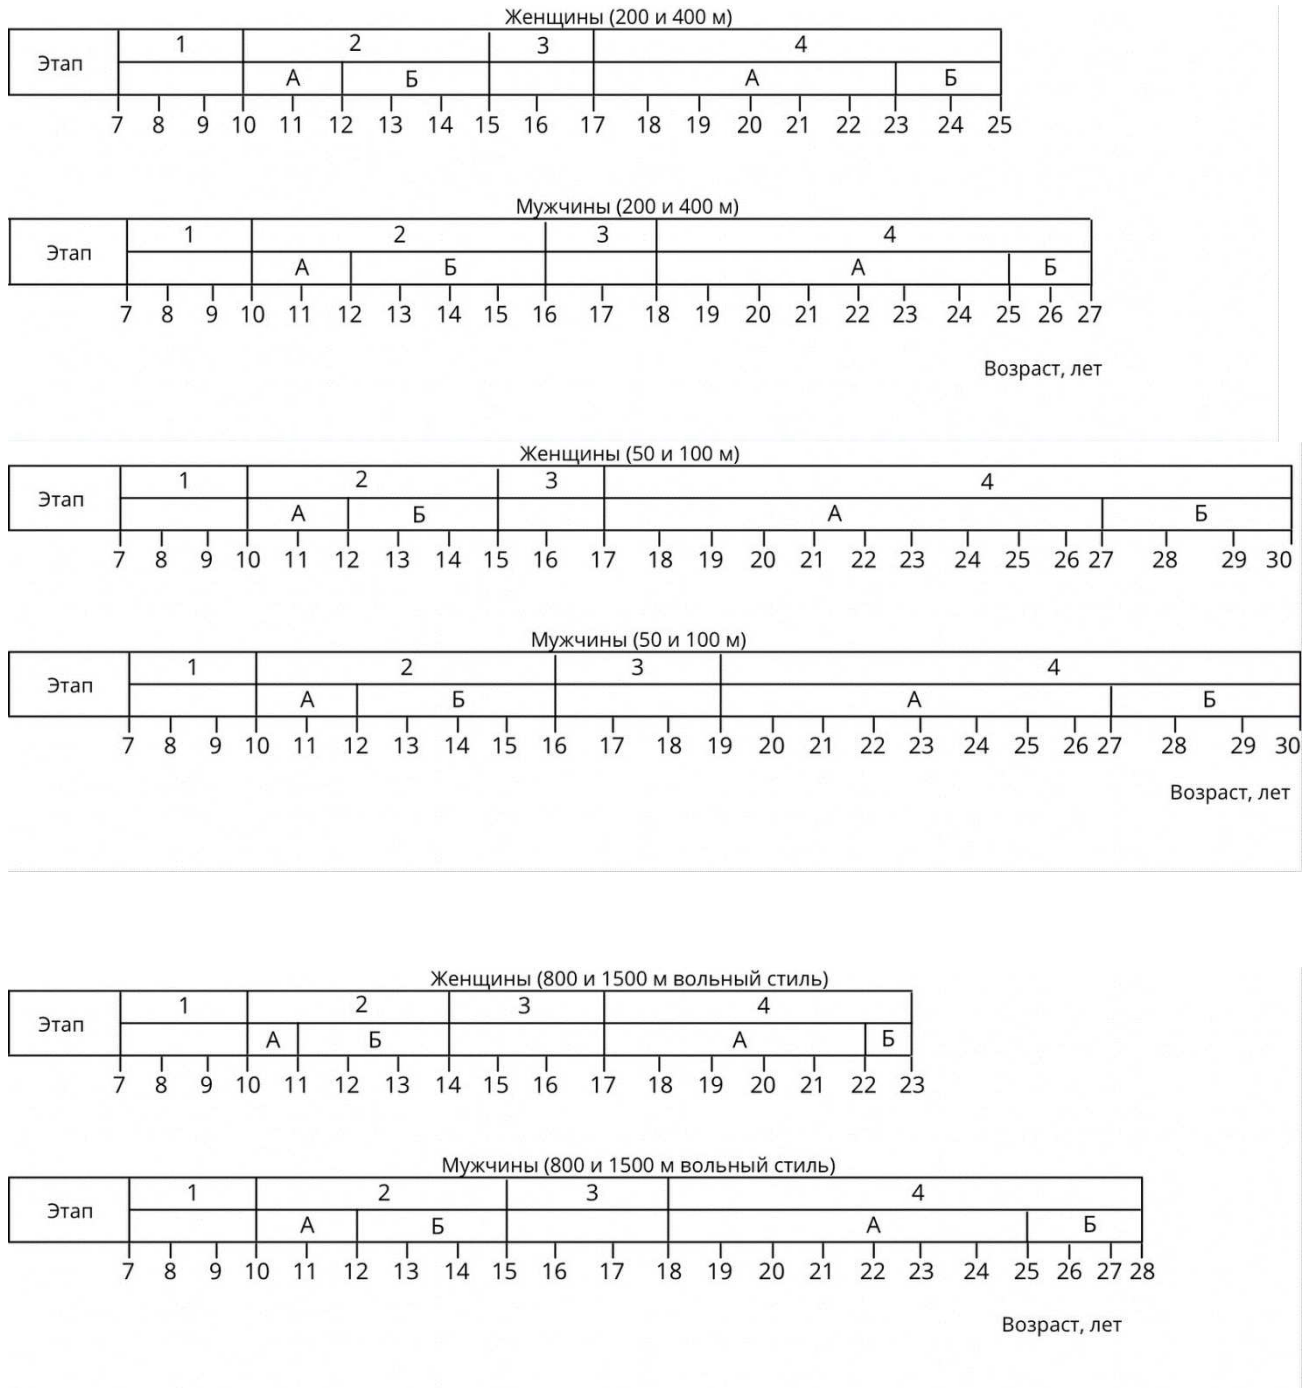 Женщины (200 и 400 м)
Этап 1 2 3 4
А Б А Б
7 8 9 10 11 12 13 14 15 16 17 18 19 20 21 22 23 24 25
Мужчины (200 и 400 м)
Этап 1 2 3 4
А Б А Б
7 8 9 10 11 12 13 14 15 16 17 18 19 20 21 22 23 24 25 26 27
Возраст, лет
Женщины (50 и 100 м)
Этап 1 2 3 4
А Б А Б
7 8 9 10 11 12 13 14 15 16 17 18 19 20 21 22 23 24 25 26 27 28 29 30
Мужчины (50 и 100 м)
Этап 1 2 3 4
А Б А Б
7 8 9 10 11 12 13 14 15 16 17 18 19 20 21 22 23 24 25 26 27 28 29 30
Возраст, лет
Женщины (800 и 1500 м вольный стиль)
Этап 1 2 3 4
А Б А Б
7 8 9 10 11 12 13 14 15 16 17 18 19 20 21 22 23
Мужчины (800 и 1500 м вольный стиль)
Этап 1 2 3 4
А Б А Б
7 8 9 10 11 12 13 14 15 16 17 18 19 20 21 22 23 24 25 26 27 28
Возраст, лет